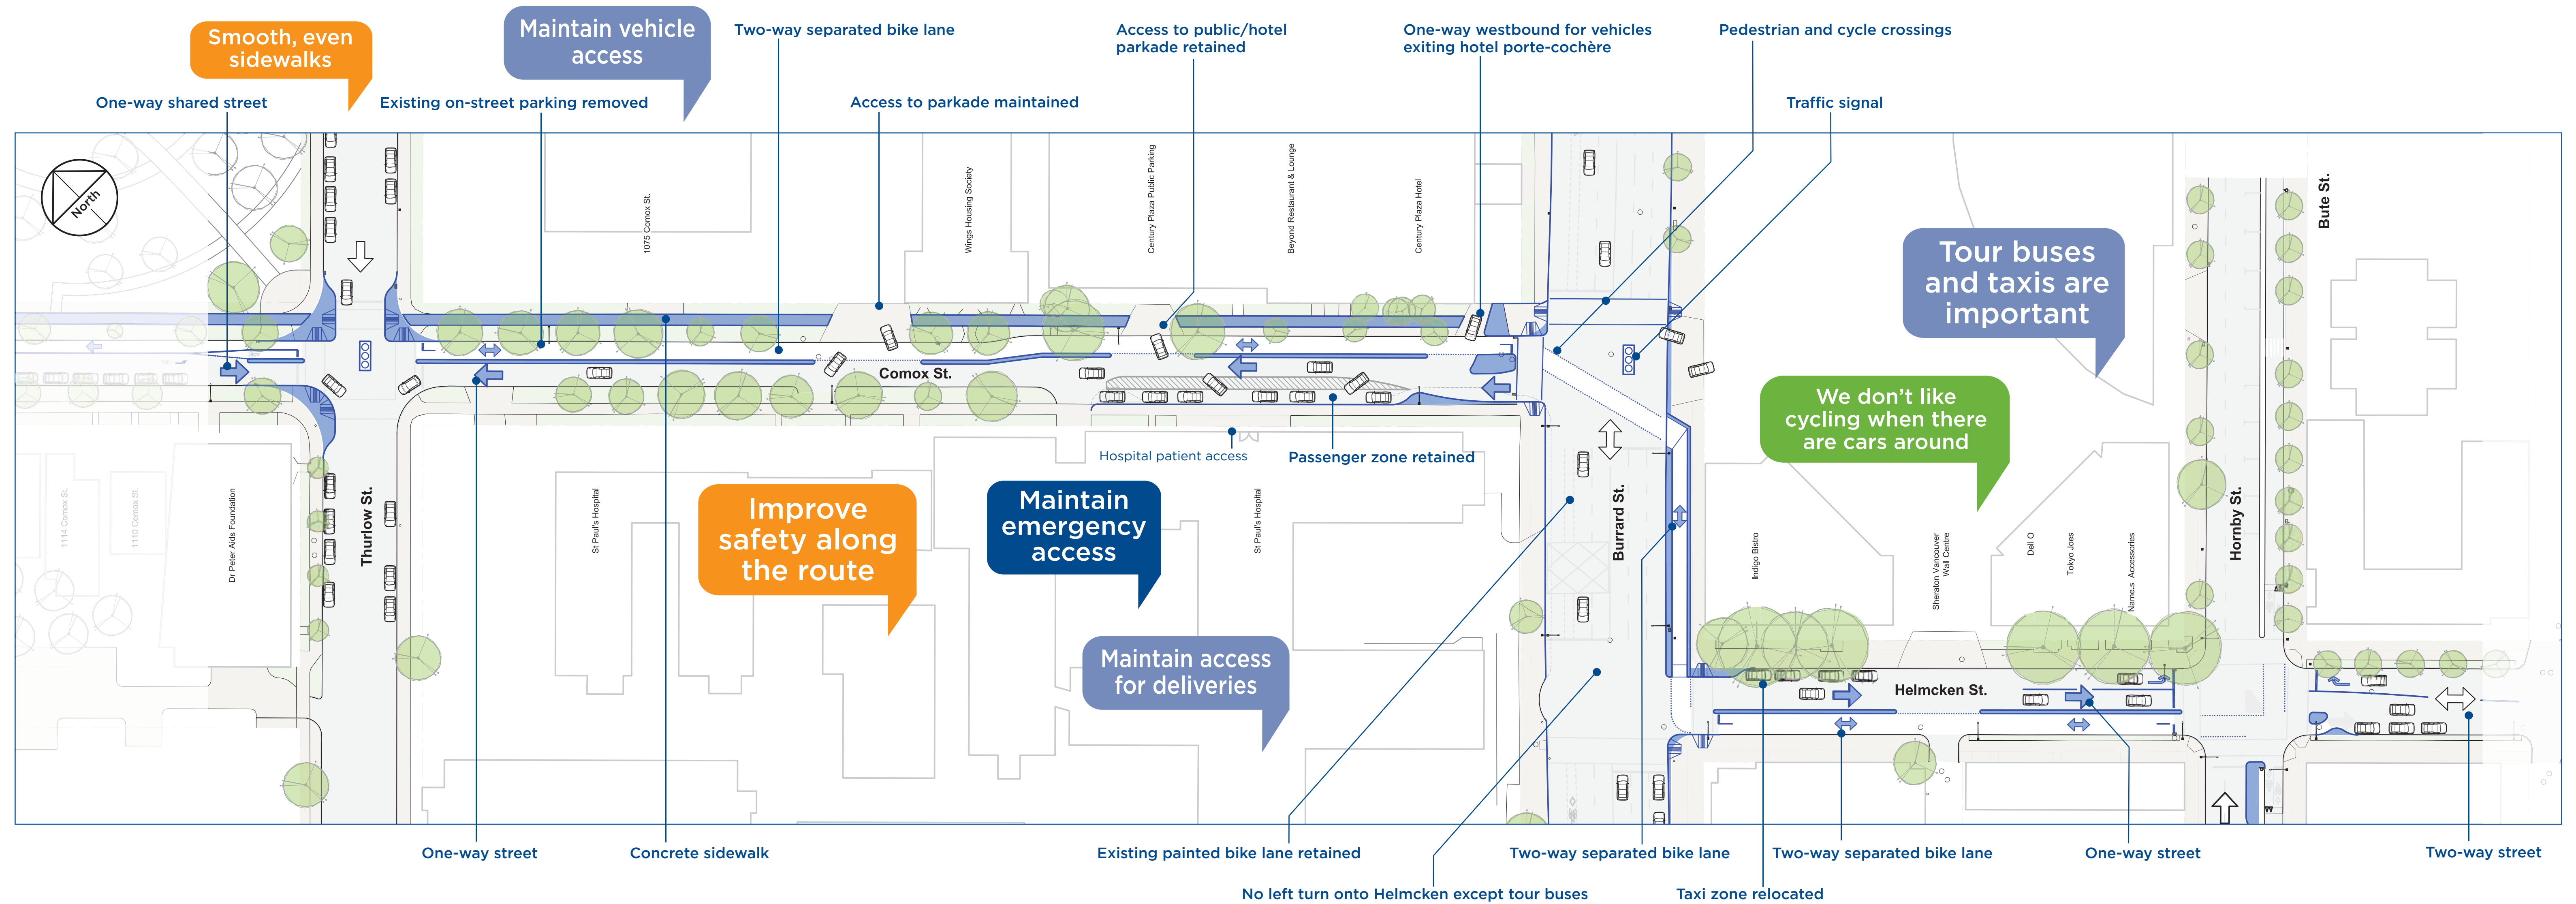 Smooth, even
sidewalks
Maintain vehicle
access
Two-way separated bike lane
Access to public/hotel
parkade retained
One-way westbound for vehicles
exiting hotel porte-cochère
Pedestrian and cycle crossings
One-way shared street
Existing on-street parking removed
Access to parkade maintained
Traffic signal
North
1075 Comox St.
Wings Housing Society
Century Plaza Public Parking
Beyond Restaurant & Lounge
Century Plaza Hotel
Bute St.
Tour buses
and taxis are
important
Comox St.
We don't like
cycling when there
are cars around
Hospital patient access
Passenger zone retained
1114 Comox St.
1110 Comox St.
Dr Peter Aids Foundation
Thurlow St.
St Paul's Hospital
Improve
safety along
the route
Maintain
emergency
access
St Paul's Hospital
Burrard St.
Indigo Bistro
Sheraton Vancouver
Wall Centre
Deli O
Tokyo Joes
Name.s Accessories
Hornby St.
Maintain access
for deliveries
Helmcken St.
One-way street
Concrete sidewalk
Existing painted bike lane retained
Two-way separated bike lane
Two-way separated bike lane
One-way street
Two-way street
No left turn onto Helmcken except tour buses
Taxi zone relocated